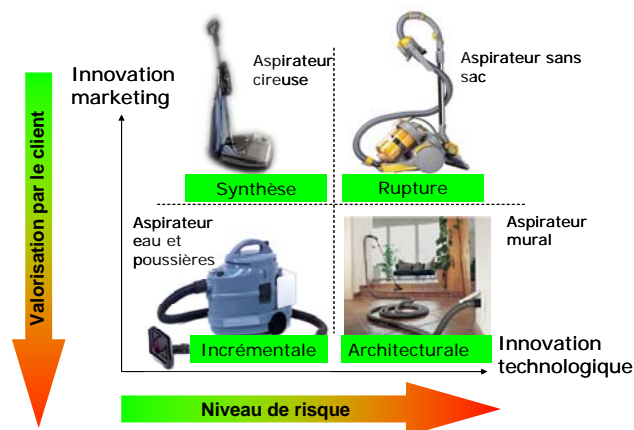 Innovation
marketing
Valorisation par le client
Aspirateur
cireuse
Aspirateur sans
sac
Synthèse
Rupture
Aspirateur
eau et
poussières
Aspirateur
mural
Incrémentale
Architecturale
Innovation
technologique
Niveau de risque